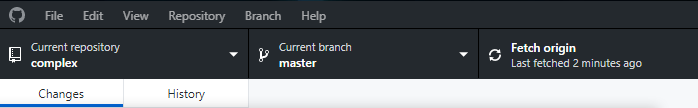 File Edit View Repository Branch Help
Current repository
complex
Current branch
master
Fetch origin
Last fetched 2 minutes ago
Changes History